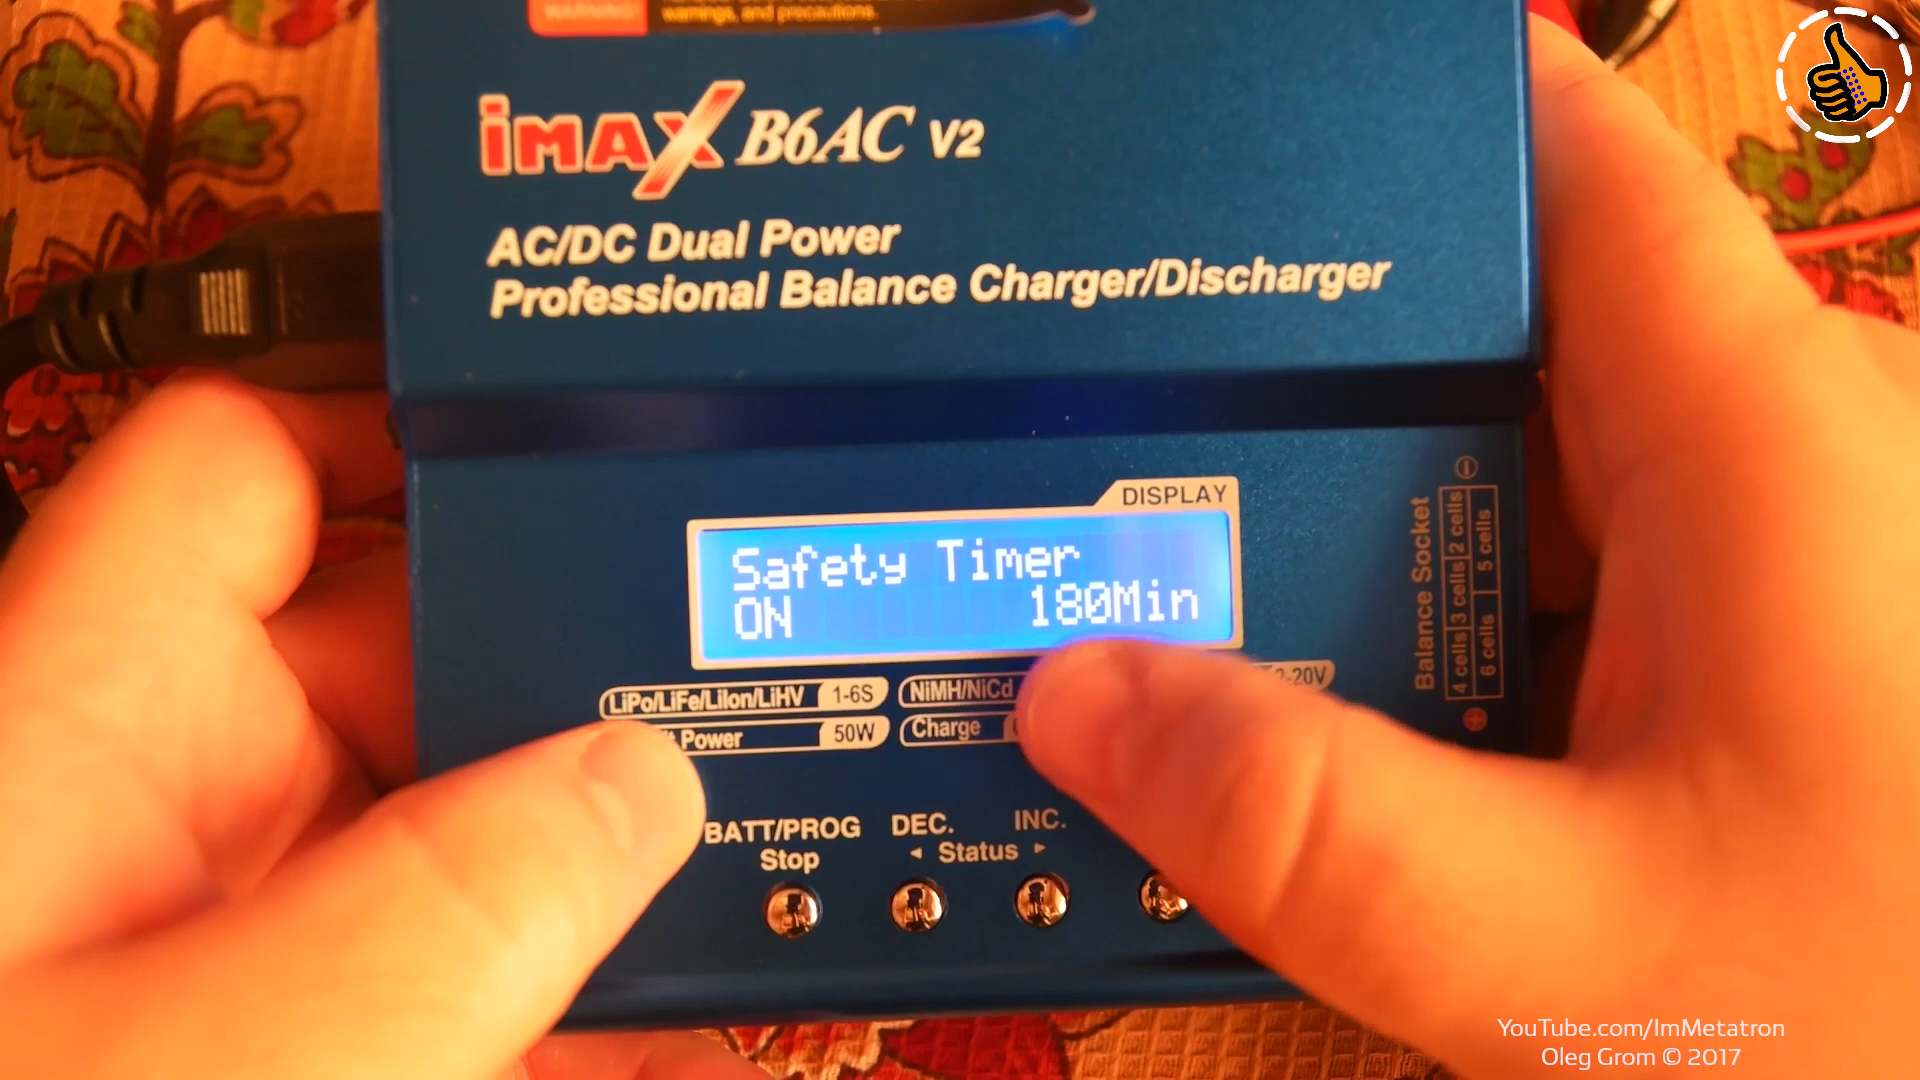 WARNING!
warnings, and precautions.
iMAX B6AC V2
AC/DC Dual Power
Professional Balance Charger/Discharger
DISPLAY
Safety Timer
ON 180Min
LiPo/LiFe/LiIon/LiHV 1-6S
NiMH/NiCd
Power 50W
Charge
BATT/PROG
Stop
DEC. INC.
◄ Status ►
Balance Socket
2 cells
3 cells
4 cells
5 cells
6 cells
YouTube.com/ImMetatron
Oleg Grom © 2017